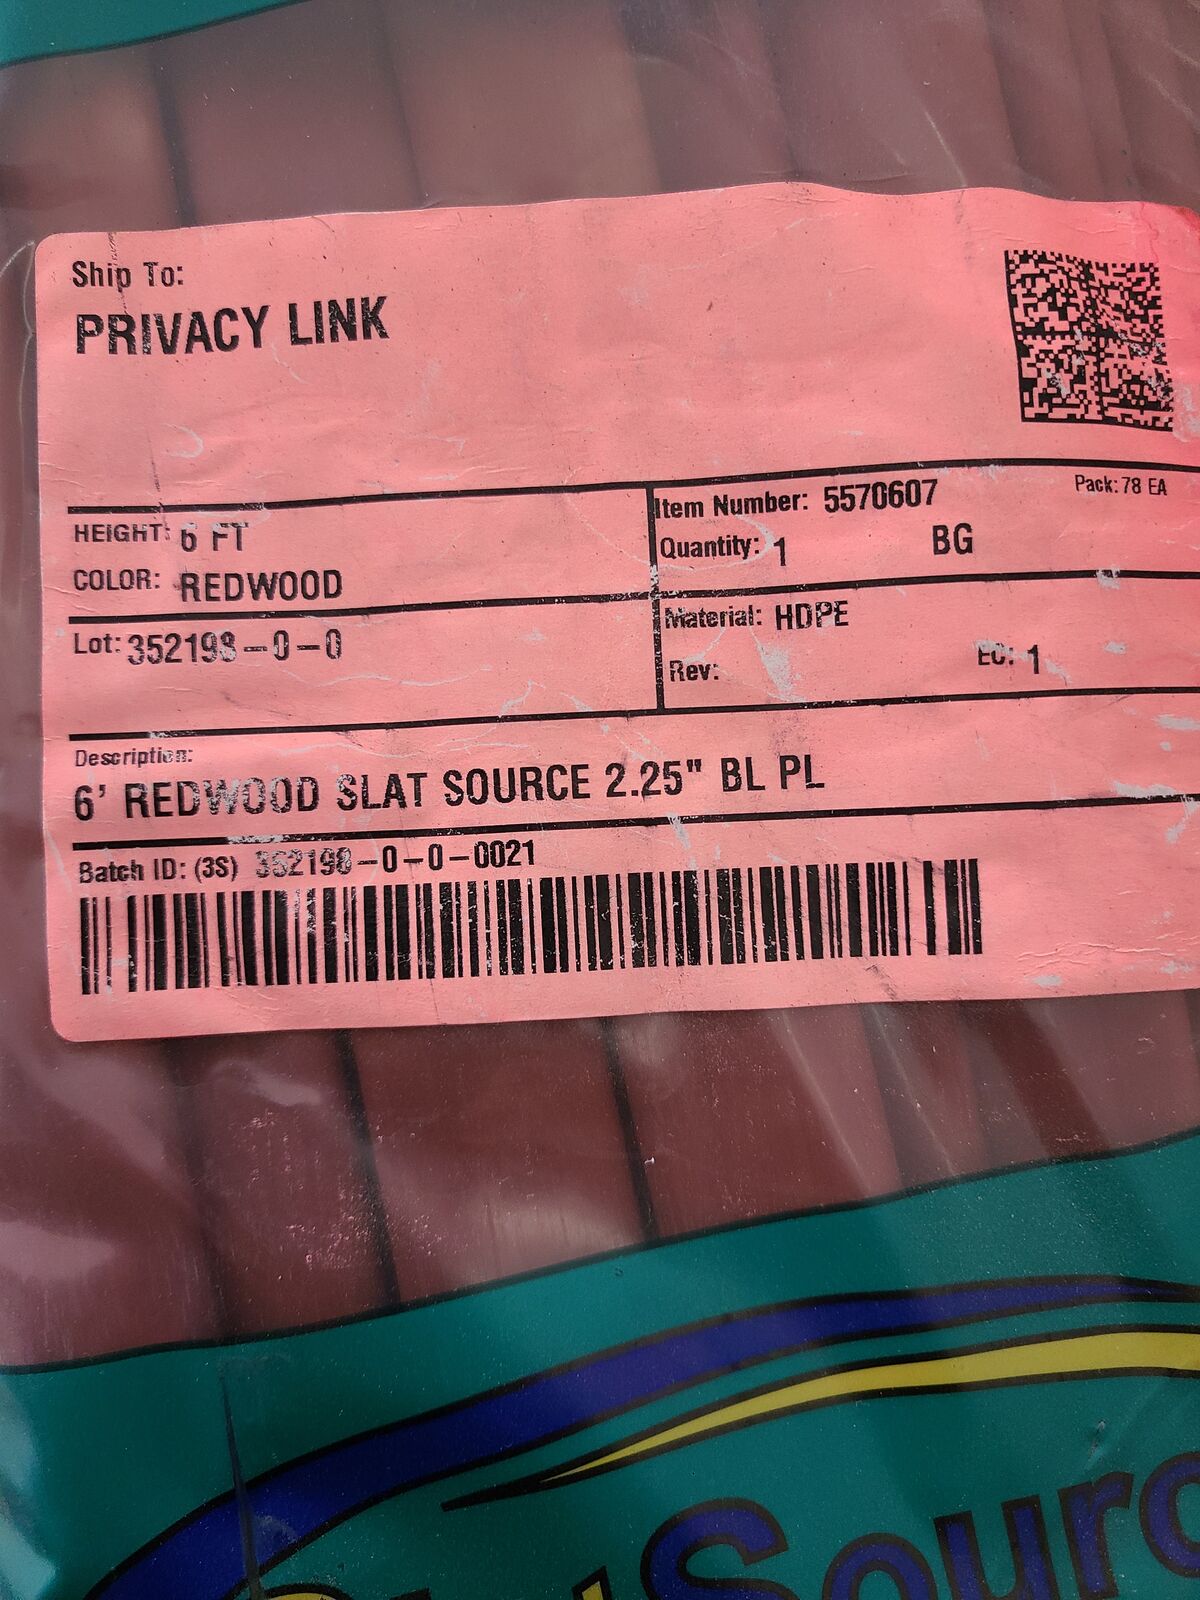 Ship To:
PRIVACY LINK
HEIGHT: 6 FT
COLOR: REDWOOD
Item Number: 5570607
Pack: 78 EA
Quantity: 1 BG
Lot: 352198-0-0
Material: HDPE
Rev:
EC: 1
Description:
6' REDWOOD SLAT SOURCE 2.25" BL PL
Batch ID: (3S) 352198-0-0-0021